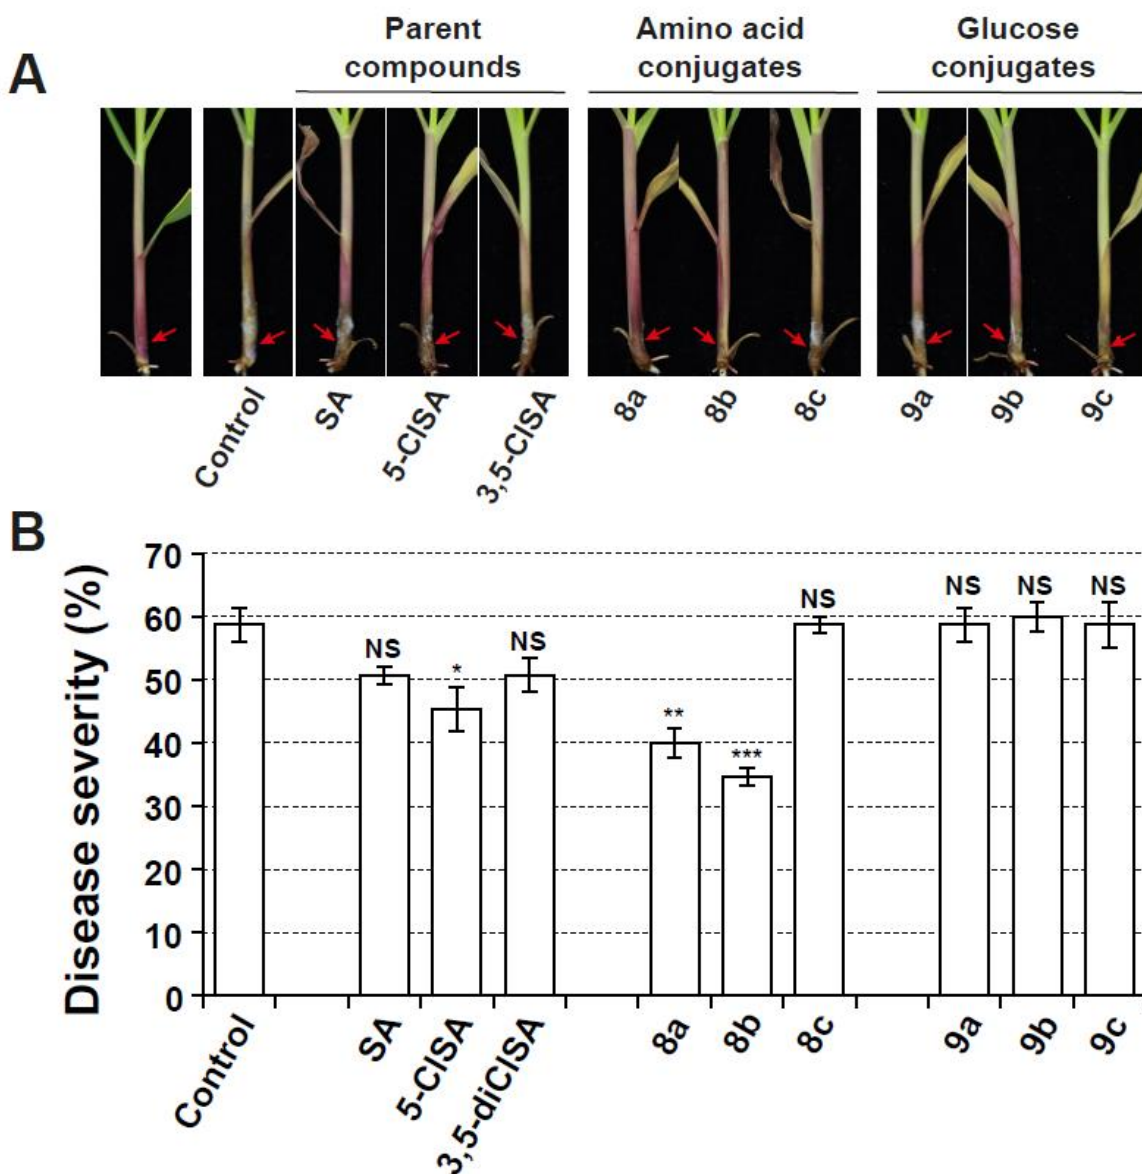 A
Parent
compounds
Amino acid
conjugates
Glucose
conjugates
Control
SA
5-ClSA
3,5-ClSA
8a
8b
8c
9a
9b
9c
B
Disease severity (%)
70
60
50
40
30
20
10
0
NS
*
NS
**
***
NS
NS
NS
NS
Control
SA
5-ClSA
3,5-diClSA
8a
8b
8c
9a
9b
9c